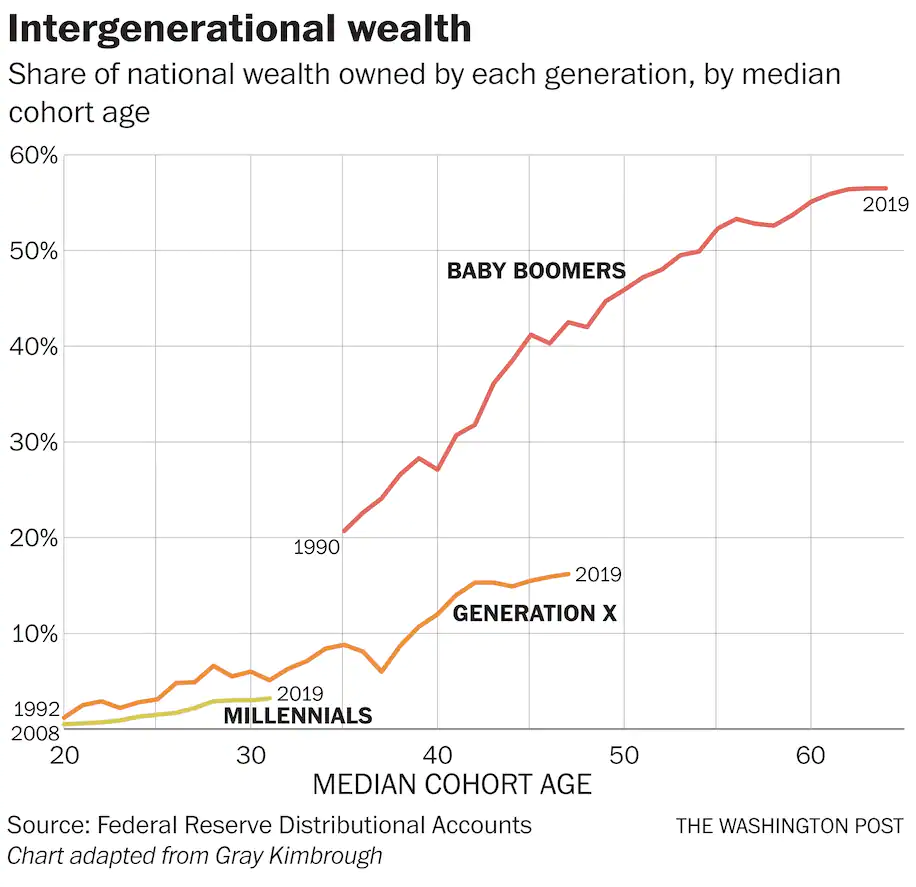 Intergenerational wealth
Share of national wealth owned by each generation, by median
cohort age
60%
2019
50%
BABY BOOMERS
40%
30%
20%
1990
2019
GENERATION X
10%
2019
1992
MILLENNIALS
2008
20 30 40 50 60
MEDIAN COHORT AGE
Source: Federal Reserve Distributional Accounts THE WASHINGTON POST
Chart adapted from Gray Kimbrough